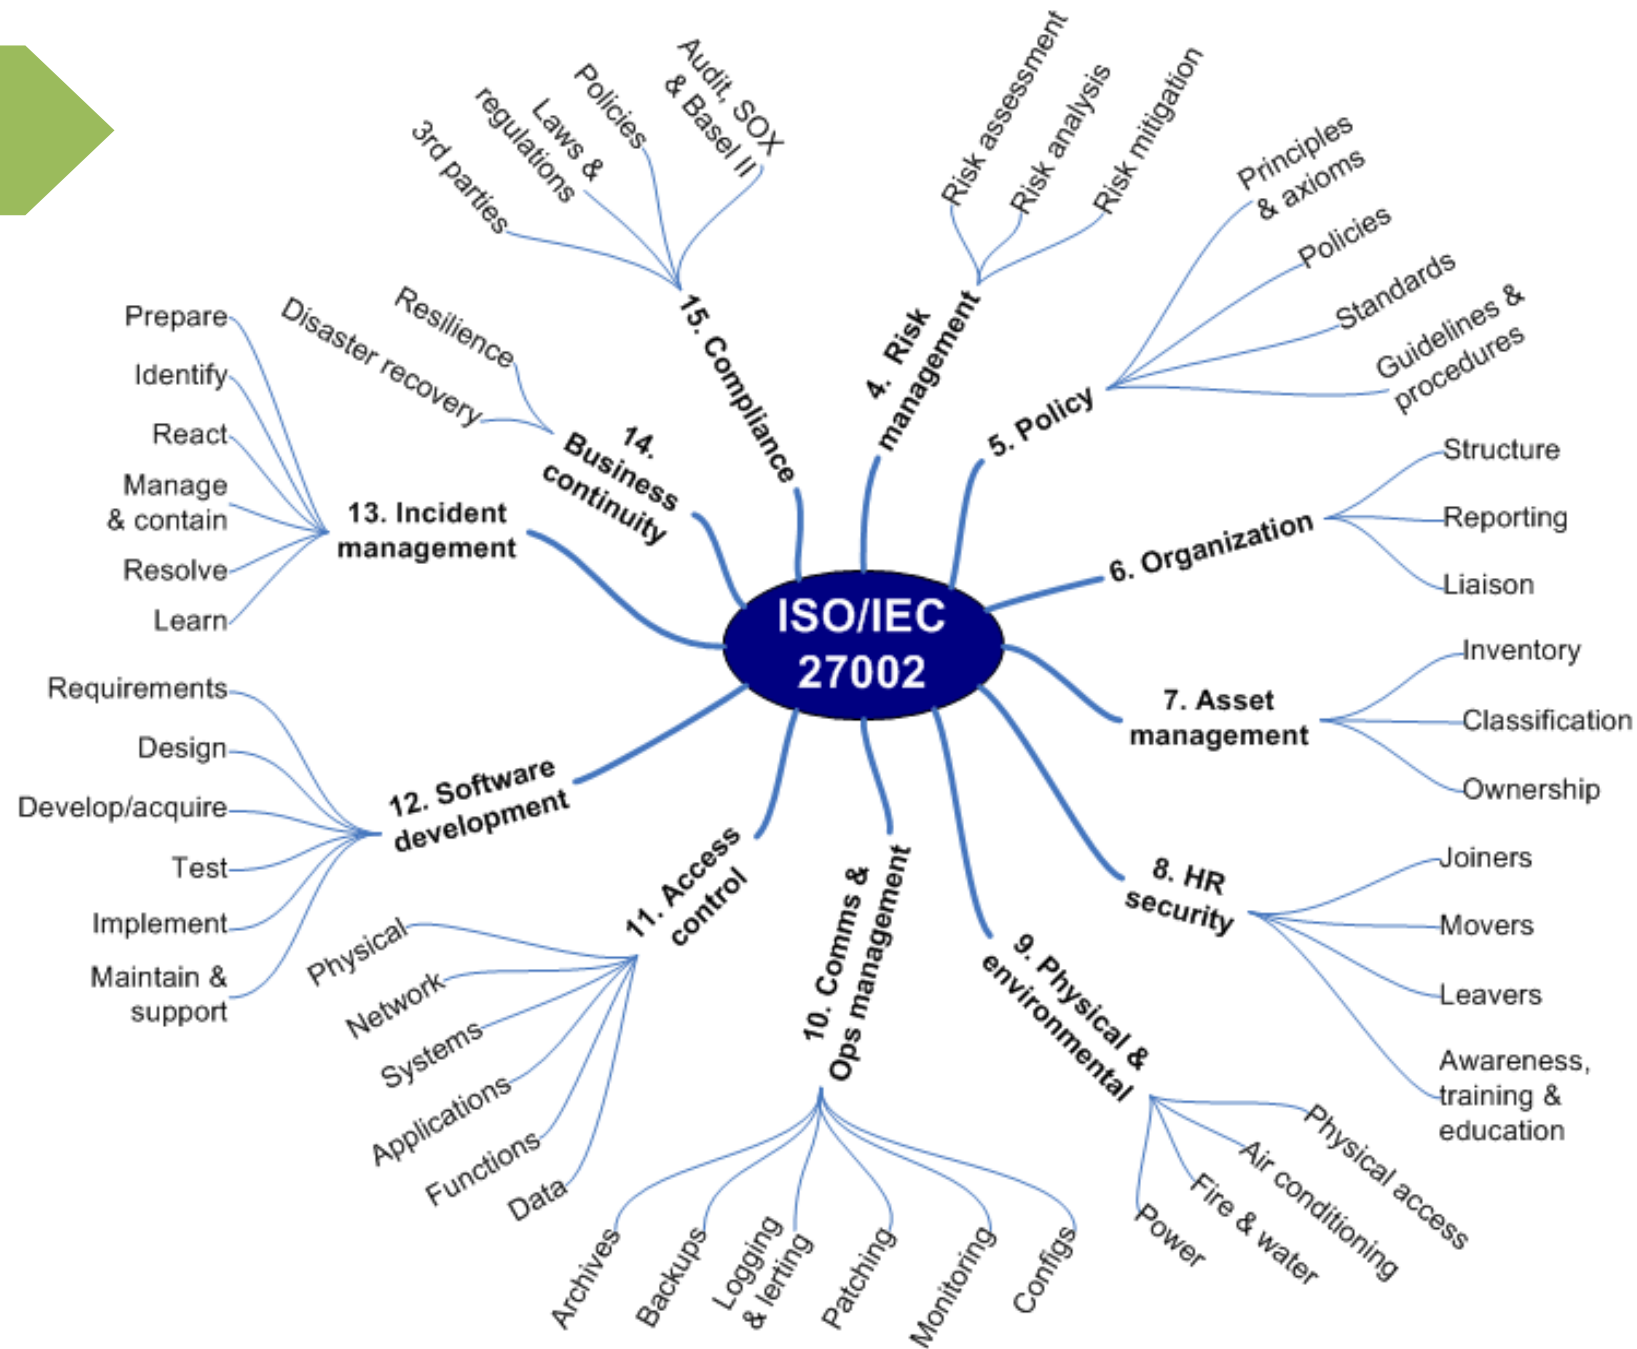 ISO/IEC
27002
4. Risk
management
Risk assessment
Risk analysis
Risk mitigation
5. Policy
Principles
& axioms
Policies
Standards
Guidelines &
procedures
6. Organization
Structure
Reporting
Liaison
7. Asset
management
Inventory
Classification
Ownership
8. HR
security
Joiners
Movers
Leavers
Awareness,
training &
education
9. Physical &
environmental
Physical access
Air conditioning
Fire & water
Power
10. Comms &
Ops management
Archives
Backups
Logging
& lerting
Patching
Monitoring
Configs
11. Access
control
Physical
Network
Systems
Applications
Functions
Data
12. Software
development
Requirements
Design
Develop/acquire
Test
Implement
Maintain &
support
13. Incident
management
Prepare
Identify
React
Manage
& contain
Resolve
Learn
14.
Business
continuity
Resilience
Disaster recovery
15. Compliance
3rd parties
Laws &
regulations
Policies
Audit, SOX
& Basel II